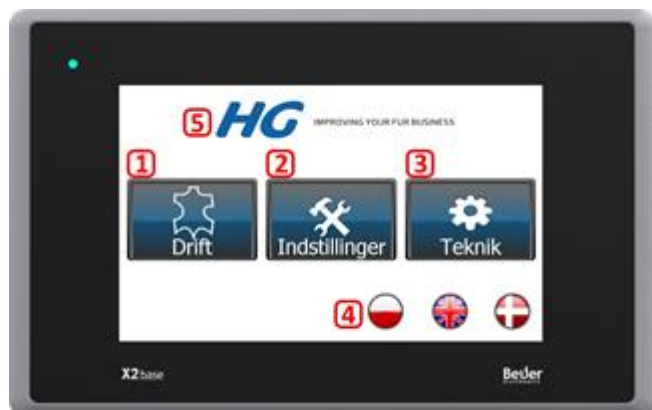 5 HG IMPROVING YOUR FUR BUSINESS
1 2 3
Drift Indstillinger Teknik
4
X2 base Beijer